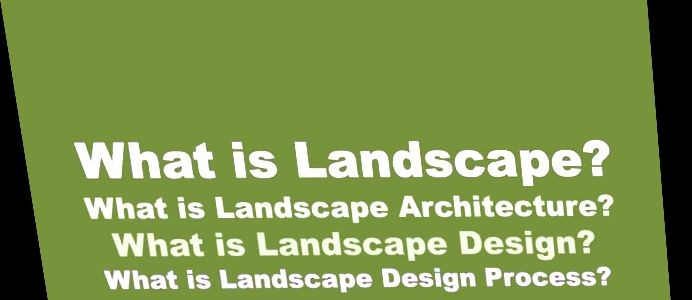 What is Landscape?
What is Landscape Architecture?
What is Landscape Design?
What is Landscape Design Process?